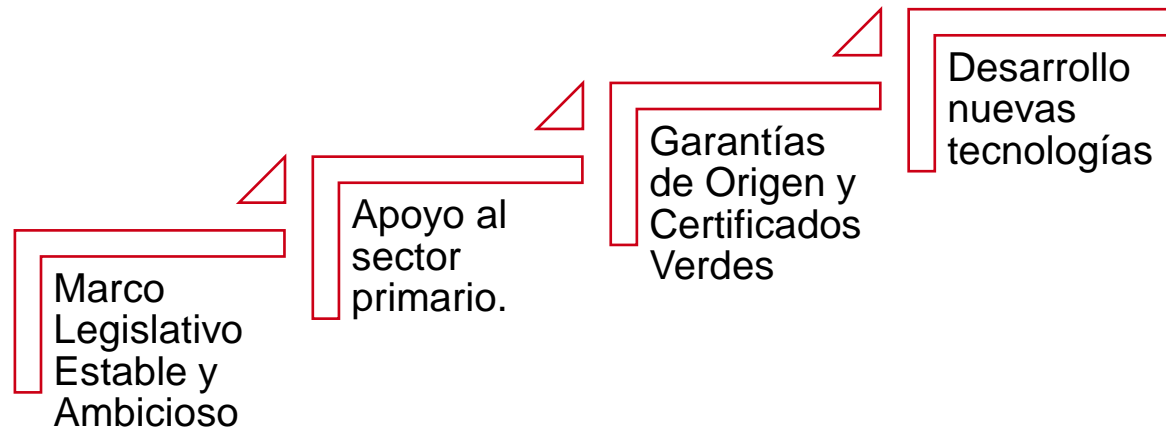 Marco
Legislativo
Estable y
Ambicioso
Apoyo al
sector
primario.
Garantías
de Origen y
Certificados
Verdes
Desarrollo
nuevas
tecnologías